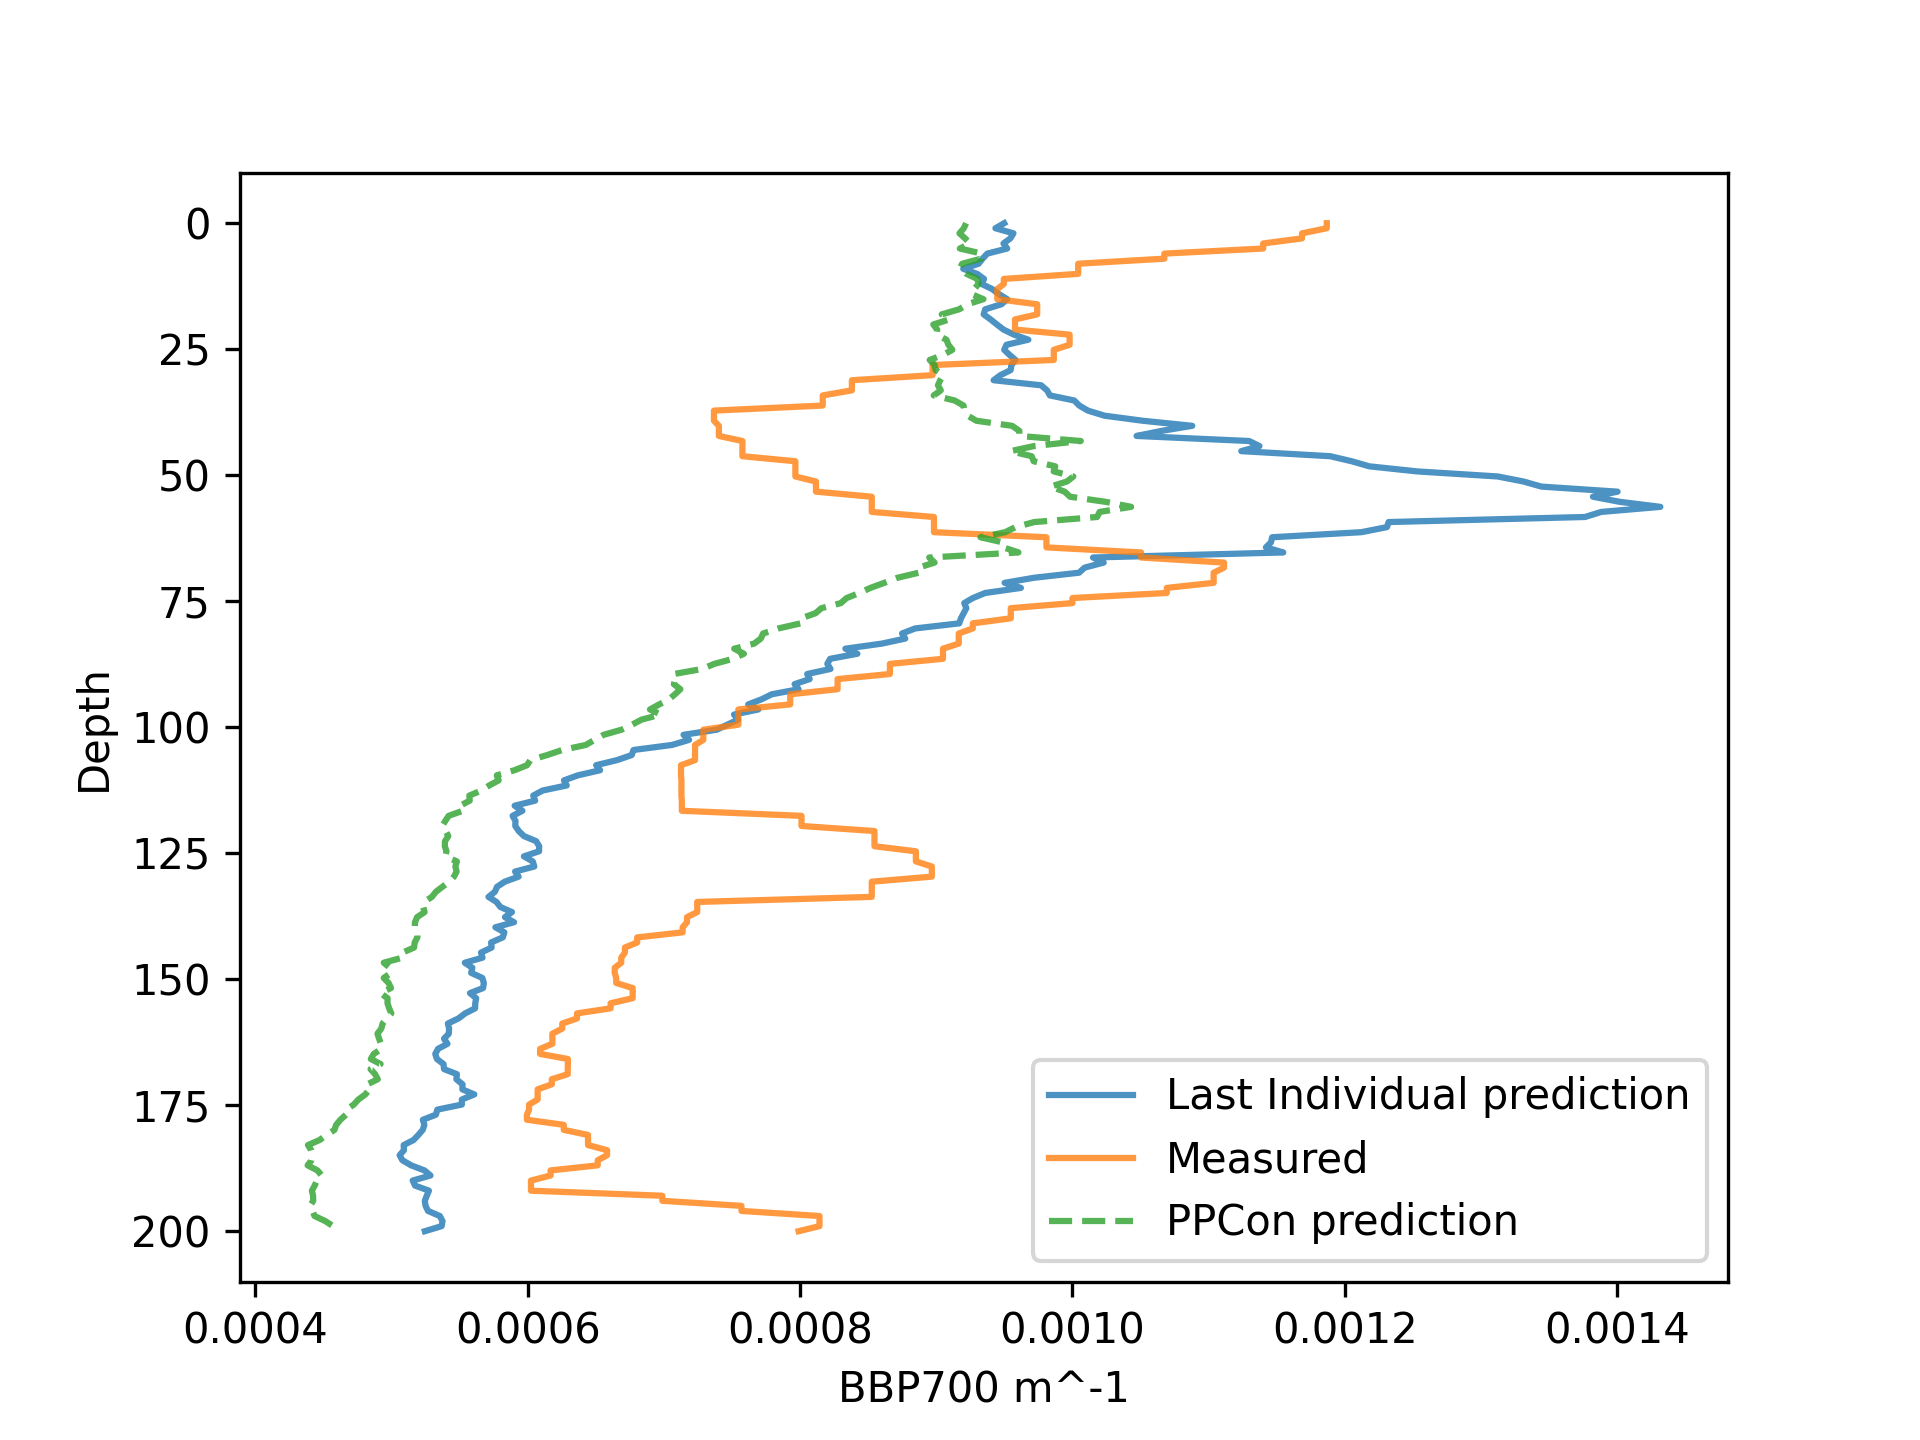 0
25
50
75
100
125
150
175
200
Depth
0.0004 0.0006 0.0008 0.0010 0.0012 0.0014
BBP700 m^-1
Last Individual prediction
Measured
PPCon prediction